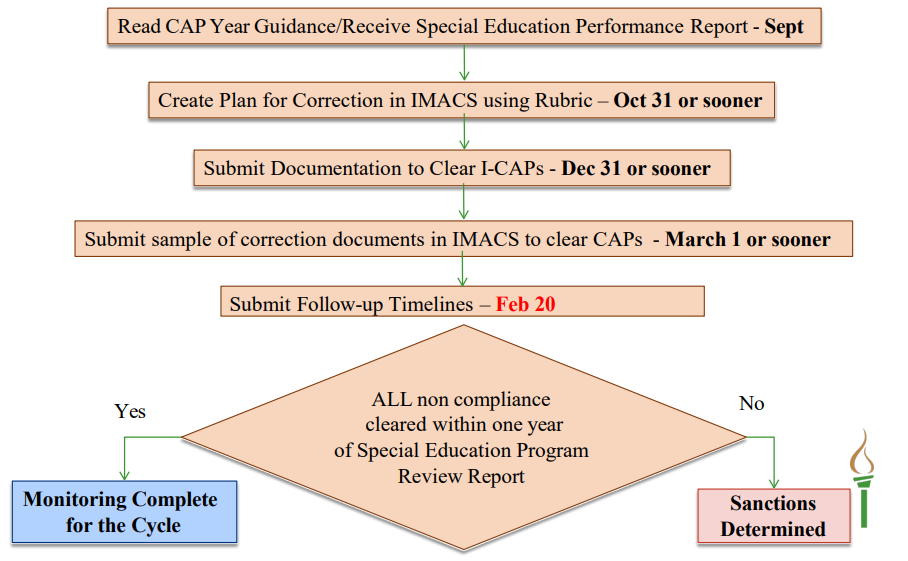 Read CAP Year Guidance/Receive Special Education Performance Report - Sept
Create Plan for Correction in IMACS using Rubric – Oct 31 or sooner
Submit Documentation to Clear I-CAPs - Dec 31 or sooner
Submit sample of correction documents in IMACS to clear CAPs - March 1 or sooner
Submit Follow-up Timelines – Feb 20
ALL non compliance
cleared within one year
of Special Education Program
Review Report
Yes
No
Monitoring Complete
for the Cycle
Sanctions
Determined